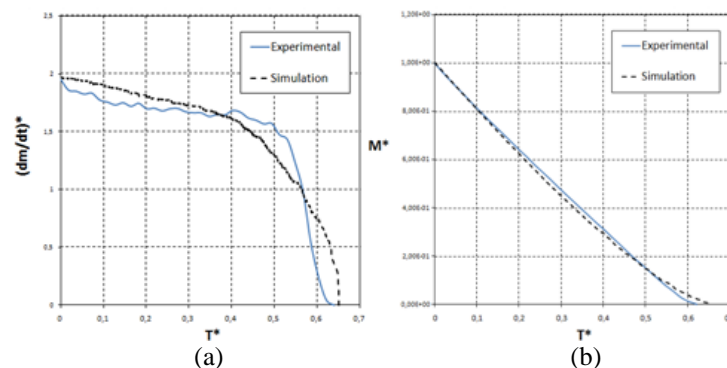 2,5
2
1,5
1
0,5
0
(dm/dt)*
Experimental
Simulation
0 0,1 0,2 0,3 0,4 0,5 0,6 0,7
T*
(a)
1,20E+00
1,00E+00
8,00E-01
6,00E-01
4,00E-01
2,00E-01
0,00E+00
M*
Experimental
Simulation
0 0,1 0,2 0,3 0,4 0,5 0,6 0,7
T*
(b)